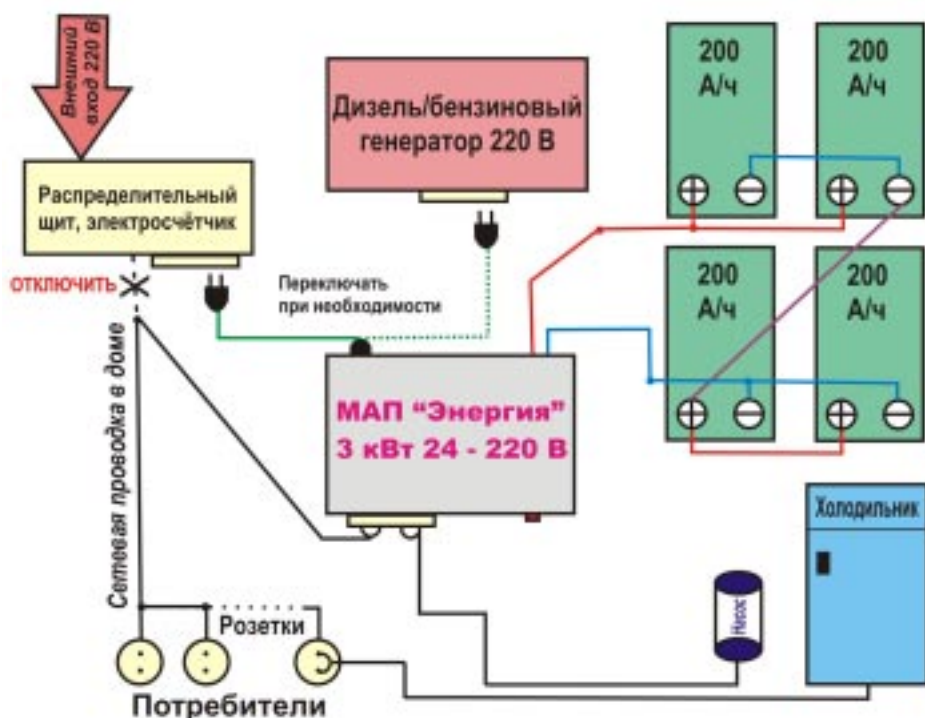 Внешний
вход 220 В
Распределительный
щит, электросчётчик
ОТКЛЮЧИТЬ
Дизель/бензиновый
генератор 220 В
Переключать
при необходимости
200
А/ч
200
А/ч
200
А/ч
200
А/ч
МАП “Энергия”
3 кВт 24 - 220 В
Сетевая проводка в доме
Холодильник
Насос
Розетки
Потребители